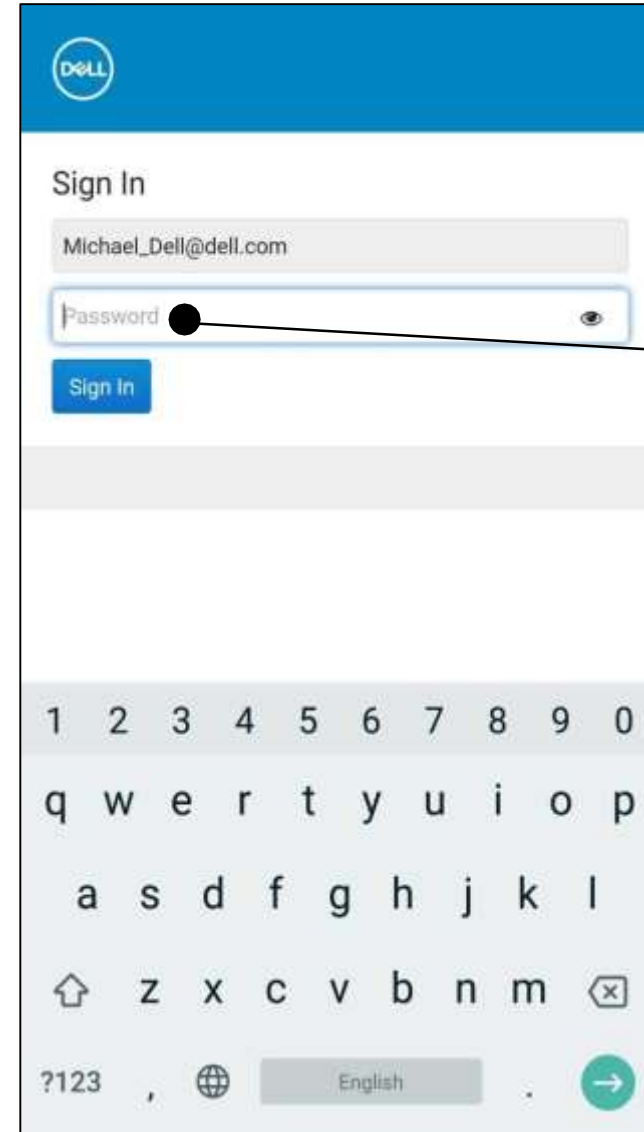 DELL
Sign In
Michael_Dell@dell.com
Password
Sign In
1 2 3 4 5 6 7 8 9 0
q w e r t y u i o p
a s d f g h j k l
z x c v b n m
?123 , English .